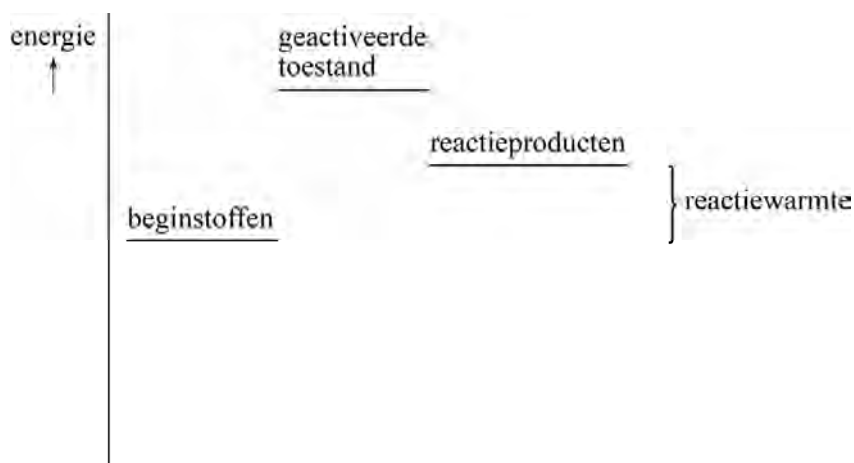 energie
geactiveerde
toestand
reactieproducten
beginstoffen
reactiewarmte